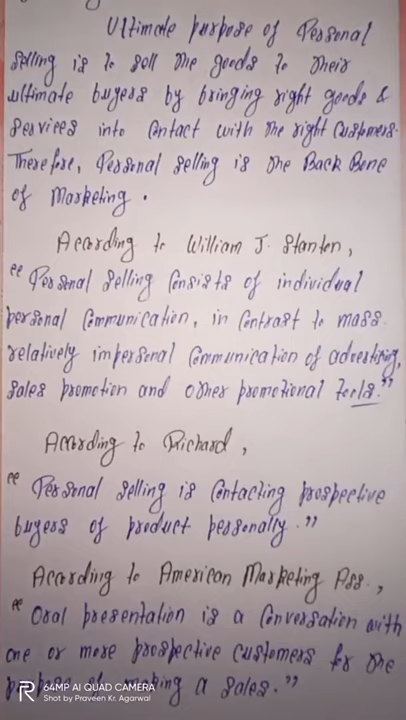 Ultimate purpose of Personal
selling is to sell the goods to their
ultimate buyers by bringing right goods &
services into contact with the right customers.
Therefore, Personal selling is the Back Bone
of Marketing.
According to William J. Stanton,
“Personal selling consists of individual
personal communication, in contrast to mass
relatively impersonal communication of advertising,
sales promotion and other promotional tools.”
According to Richard,
“Personal selling is contacting prospective
buyers of product personally.”
According to American Marketing Ass.,
“Oral presentation is a conversation with
one or more prospective customers for the
purpose of making a sales.”
64MP AI QUAD CAMERA
Shot by Praveen Kr. Agarwal